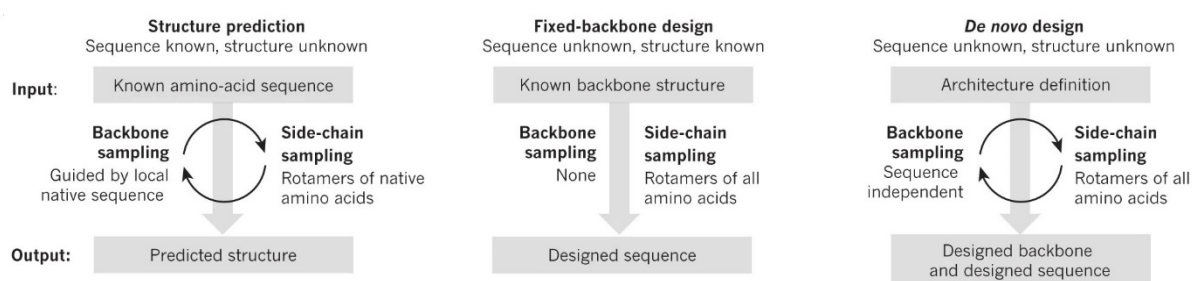 Structure prediction
Sequence known, structure unknown
Input:
Known amino-acid sequence
Backbone
sampling
Guided by local
native sequence
Side-chain
sampling
Rotamers of native
amino acids
Output:
Predicted structure
Fixed-backbone design
Sequence unknown, structure known
Known backbone structure
Backbone
sampling
None
Side-chain
sampling
Rotamers of all
amino acids
Designed sequence
De novo design
Sequence unknown, structure unknown
Architecture definition
Backbone
sampling
Sequence
independent
Side-chain
sampling
Rotamers of all
amino acids
Designed backbone
and designed sequence